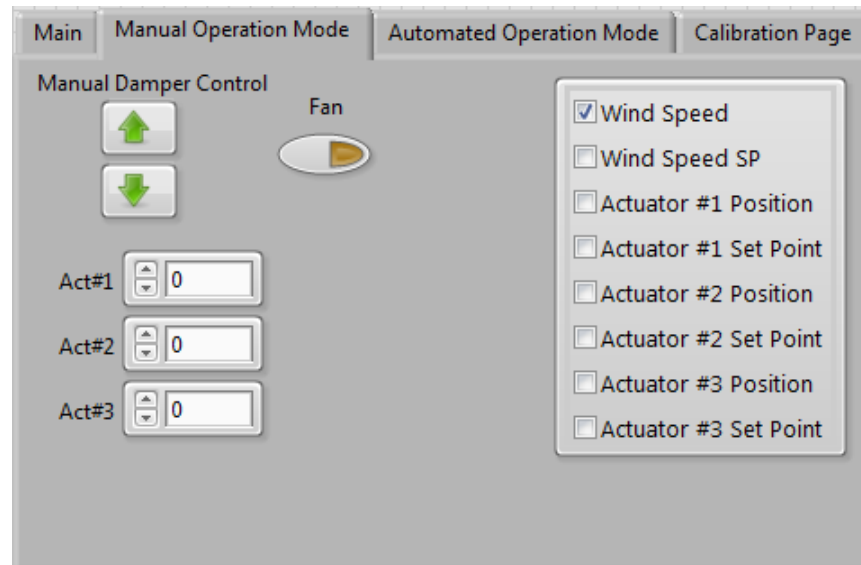 Main
Manual Operation Mode
Automated Operation Mode
Calibration Page
Manual Damper Control
Fan
Act#1 0
Act#2 0
Act#3 0
Wind Speed
Wind Speed SP
Actuator #1 Position
Actuator #1 Set Point
Actuator #2 Position
Actuator #2 Set Point
Actuator #3 Position
Actuator #3 Set Point